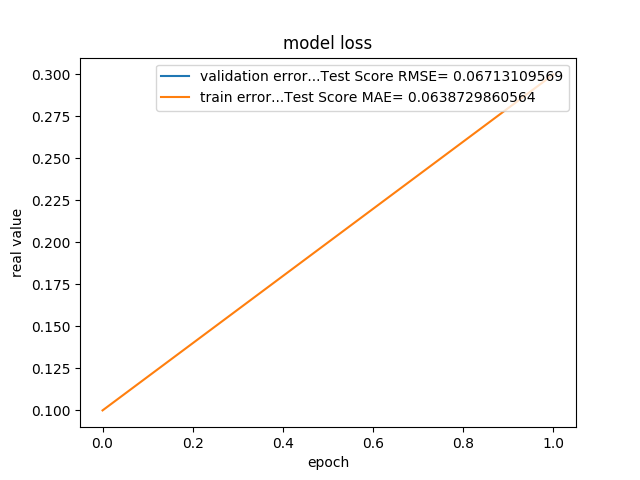 model loss
validation error...Test Score RMSE= 0.06713109569
train error...Test Score MAE= 0.0638729860564
0.300
0.275
0.250
0.225
0.200
0.175
0.150
0.125
0.100
real value
0.0 0.2 0.4 0.6 0.8 1.0
epoch